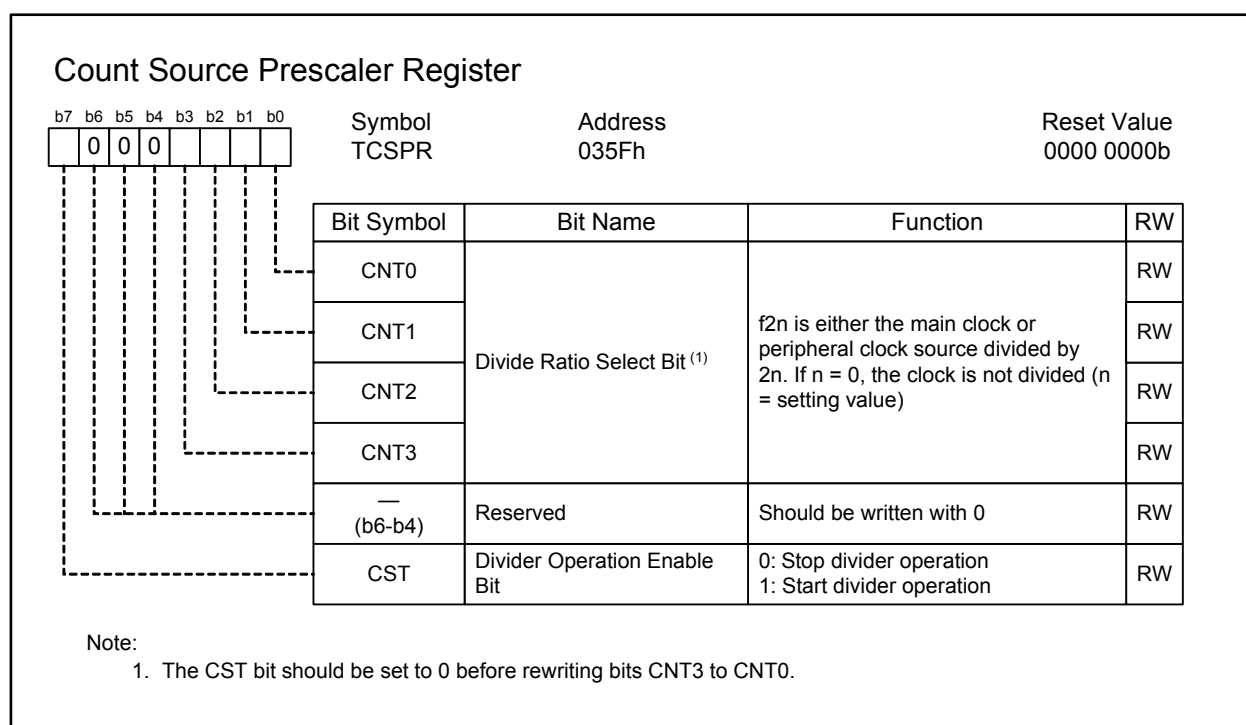 Count Source Prescaler Register
b7 b6 b5 b4 b3 b2 b1 b0
0 0 0
Symbol Address Reset Value
TCSPR 035Fh 0000 0000b
Bit Symbol Bit Name Function RW
CNT0 RW
CNT1 RW
CNT2 RW
CNT3 RW
Divide Ratio Select Bit (1)
f2n is either the main clock or
peripheral clock source divided by
2n. If n = 0, the clock is not divided (n
= setting value)
—
(b6-b4) Reserved Should be written with 0 RW
CST Divider Operation Enable
Bit
0: Stop divider operation
1: Start divider operation
RW
Note:
1. The CST bit should be set to 0 before rewriting bits CNT3 to CNT0.